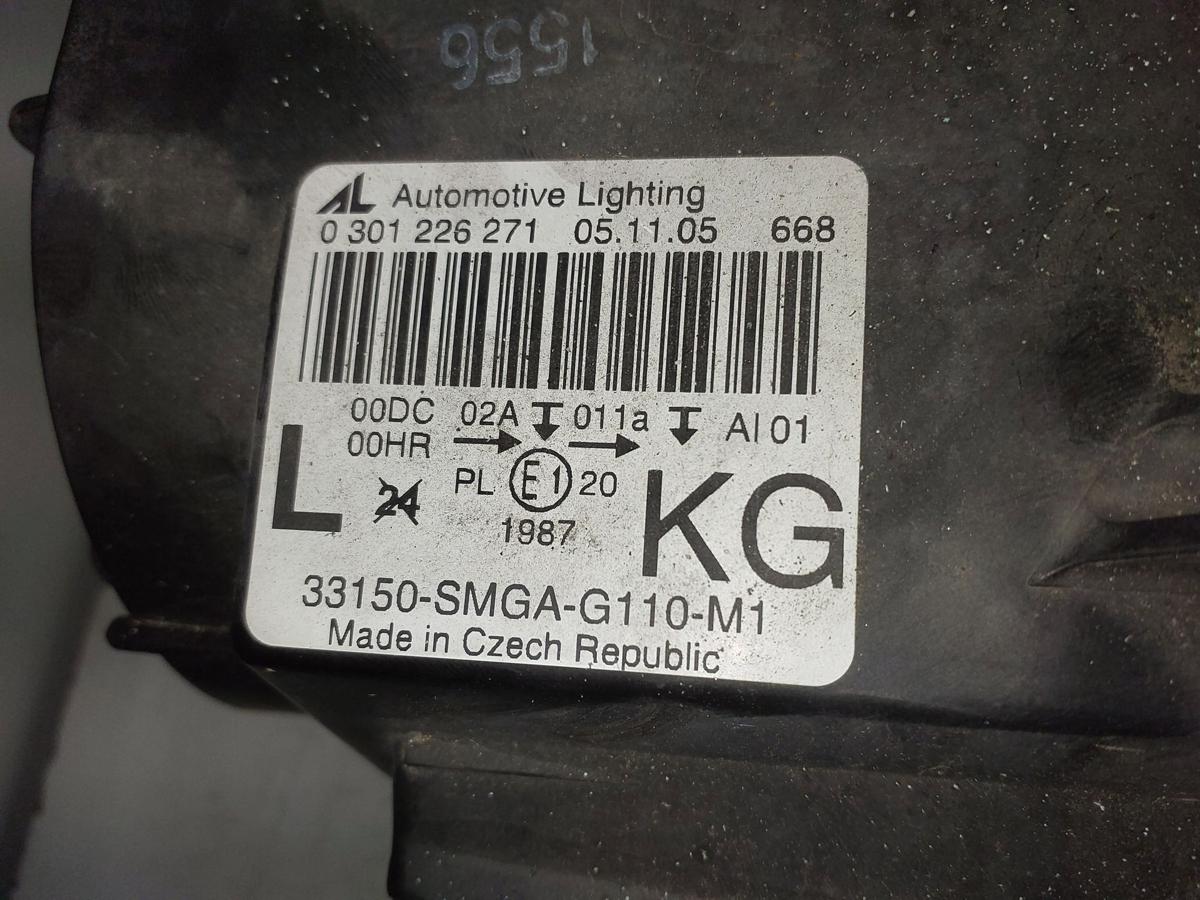 1556
AL Automotive Lighting
0 301 226 271 05.11.05 668
00DC 02A 011a AI 01
00HR
L 24 PL E1 20 KG
1987
33150-SMGA-G110-M1
Made in Czech Republic